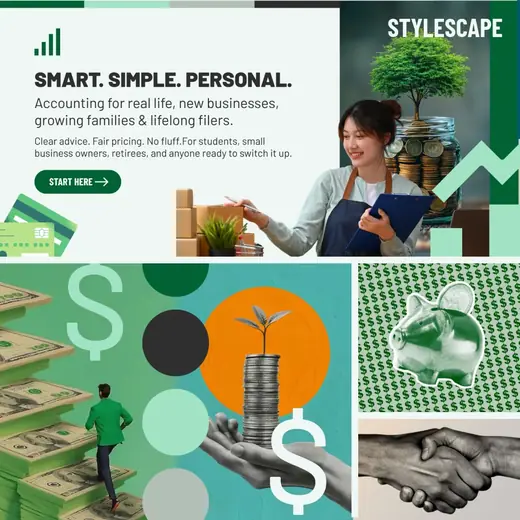 STYLESCAPE
SMART. SIMPLE. PERSONAL.
Accounting for real life, new businesses,
growing families & lifelong filers.
Clear advice. Fair pricing. No fluff.For students, small
business owners, retirees, and anyone ready to switch it up.
START HERE
$
$